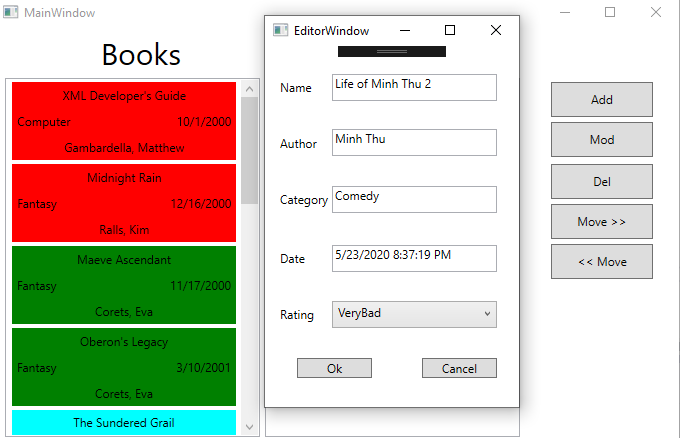 MainWindow
Books
XML Developer's Guide
Computer 10/1/2000
Gambardella, Matthew
Midnight Rain
Fantasy 12/16/2000
Ralls, Kim
Maeve Ascendant
Fantasy 11/17/2000
Corets, Eva
Oberon's Legacy
Fantasy 3/10/2001
Corets, Eva
The Sundered Grail
EditorWindow
Name Life of Minh Thu 2
Author Minh Thu
Category Comedy
Date 5/23/2020 8:37:19 PM
Rating VeryBad
Ok Cancel
Add
Mod
Del
Move >>
<< Move